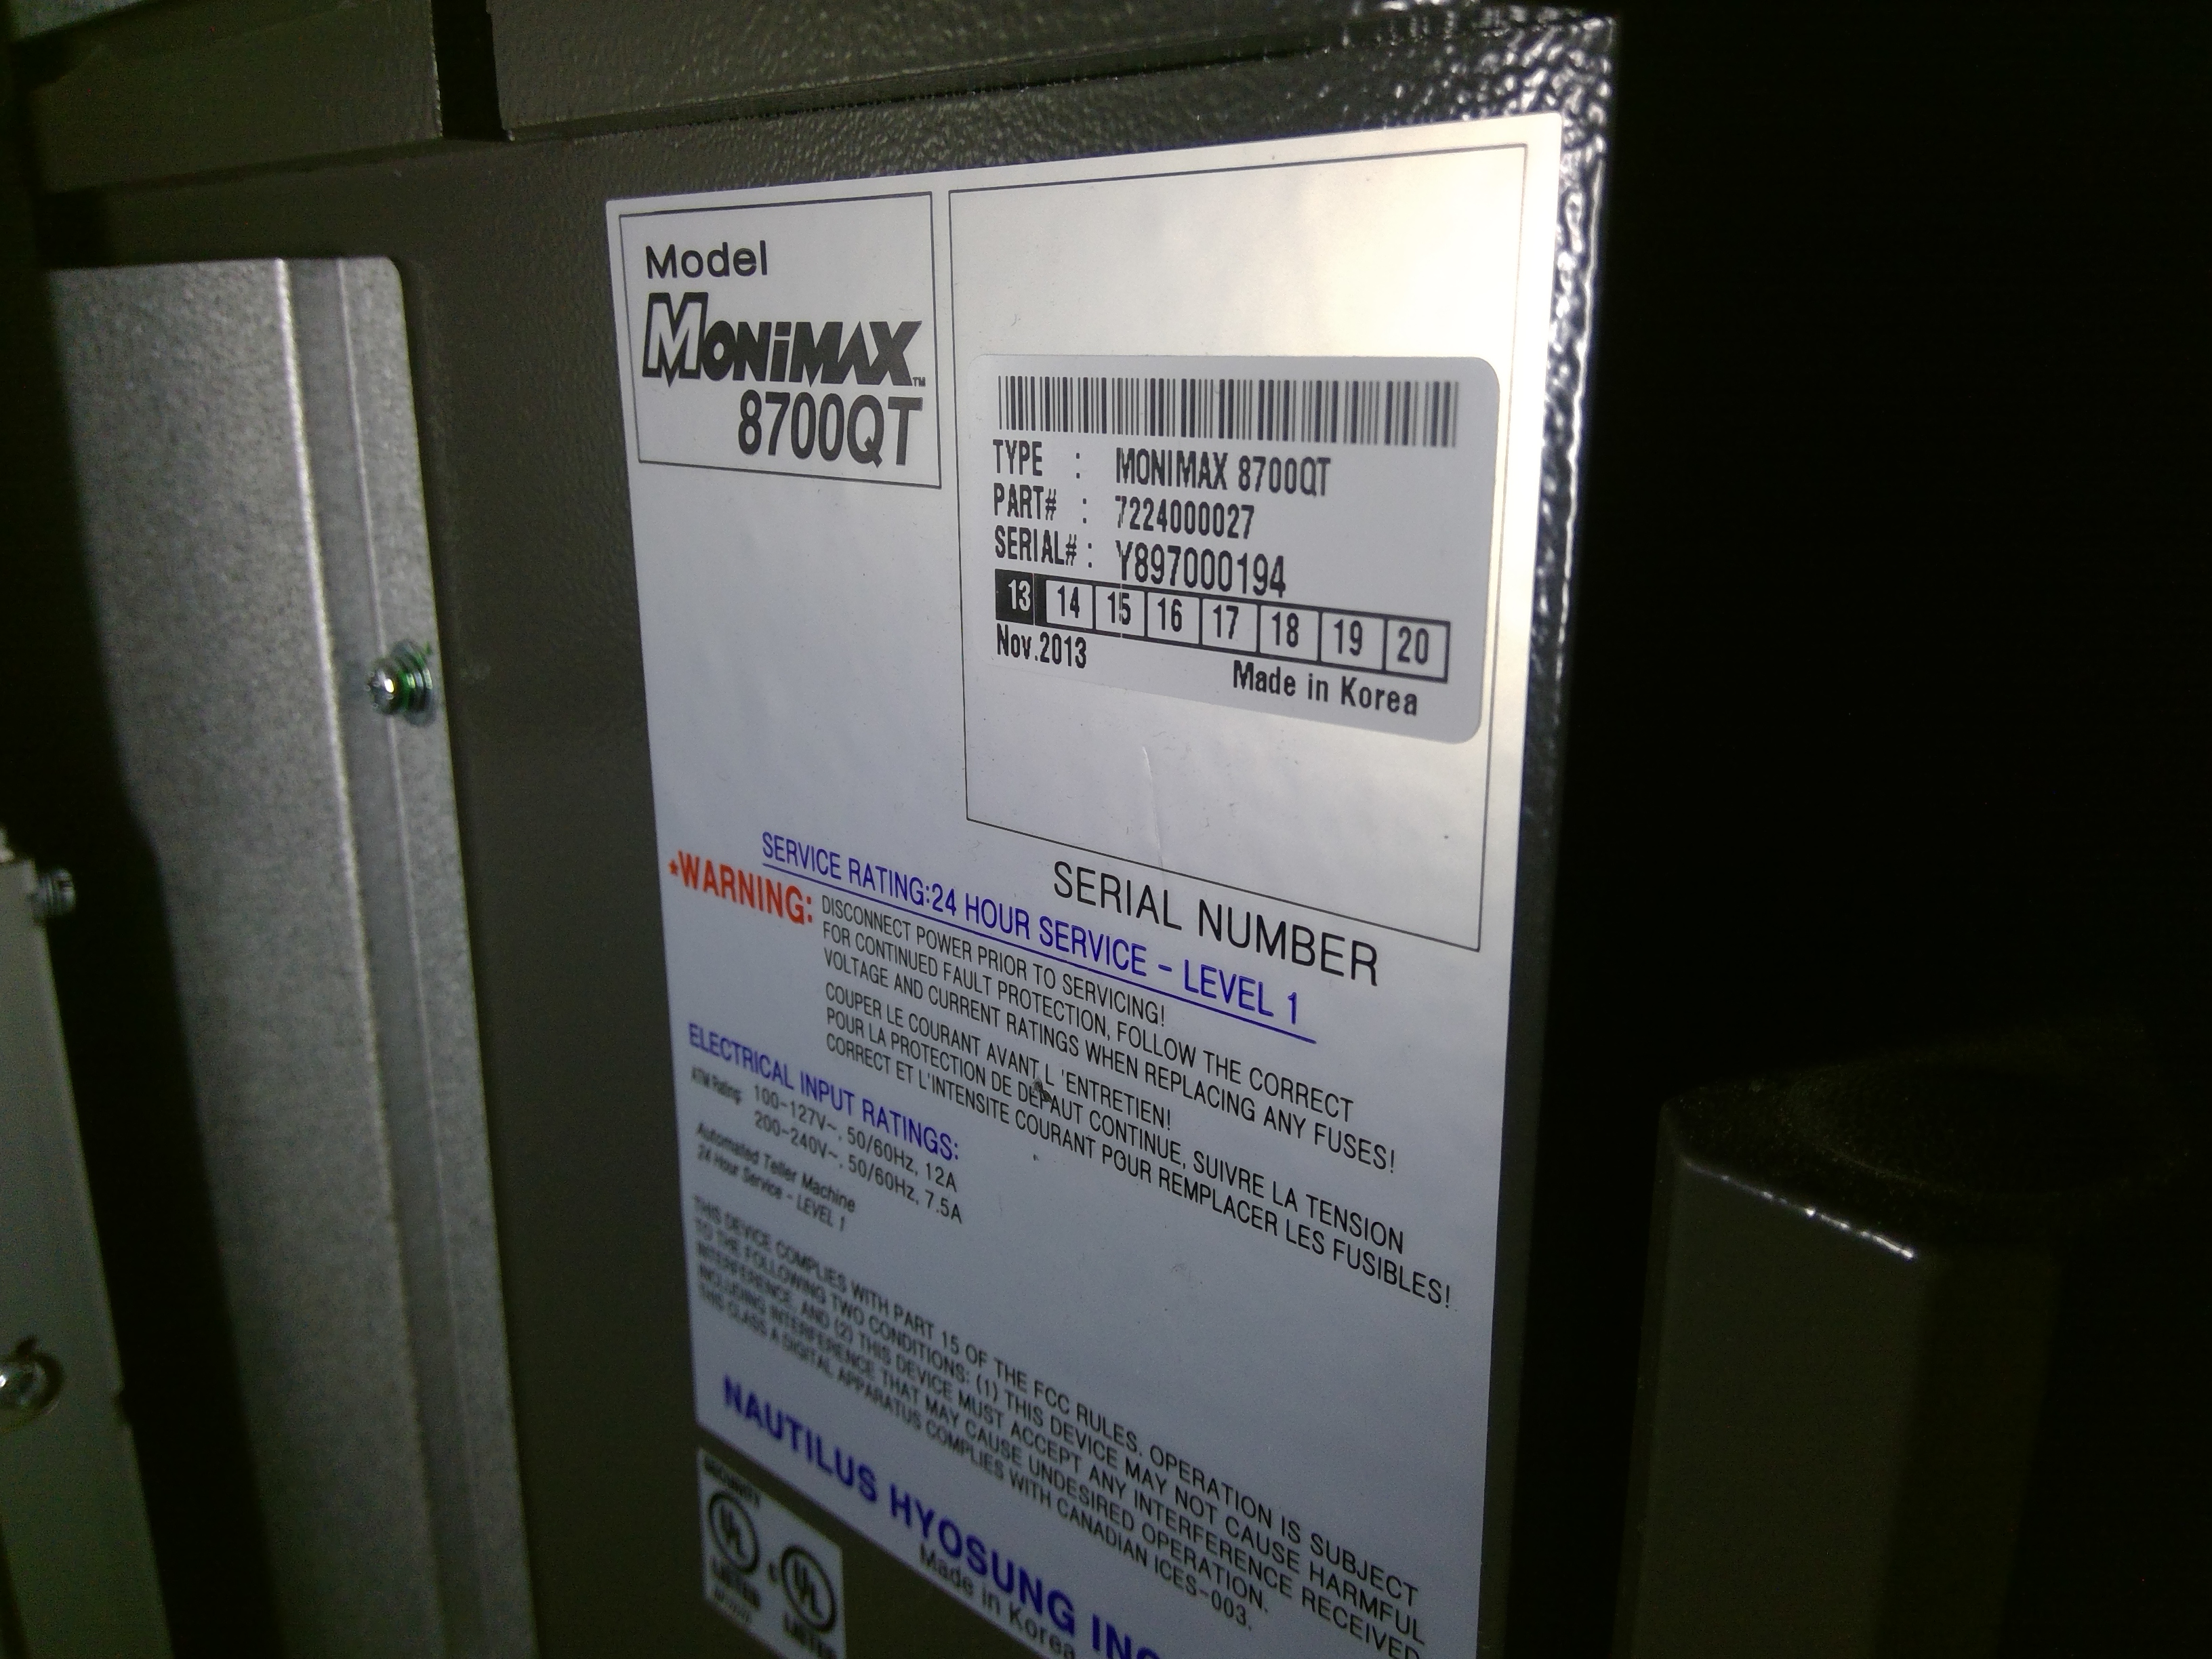 Model
MONiMAX™
8700QT
TYPE : MONIMAX 8700QT
PART# : 7224000027
SERIAL# : Y897000194
13 14 15 16 17 18 19 20
Nov.2013
Made in Korea
SERIAL NUMBER
SERVICE RATING:24 HOUR SERVICE - LEVEL 1
*WARNING: DISCONNECT POWER PRIOR TO SERVICING!
FOR CONTINUED FAULT PROTECTION, FOLLOW THE CORRECT
VOLTAGE AND CURRENT RATINGS WHEN REPLACING ANY FUSES!
COUPER LE COURANT AVANT L 'ENTRETIEN!
POUR LA PROTECTION DE DEFAUT CONTINUE, SUIVRE LA TENSION
CORRECT ET L'INTENSITE COURANT POUR REMPLACER LES FUSIBLES!
ELECTRICAL INPUT RATINGS:
ATM Rating: 100-127V~, 50/60Hz, 12A
200-240V~, 50/60Hz, 7.5A
Automated Teller Machine
24 Hour Service - LEVEL 1
THIS DEVICE COMPLIES WITH PART 15 OF THE FCC RULES. OPERATION IS SUBJECT
TO THE FOLLOWING TWO CONDITIONS: (1) THIS DEVICE MAY NOT CAUSE HARMFUL
INTERFERENCE, AND (2) THIS DEVICE MUST ACCEPT ANY INTERFERENCE RECEIVED
INCLUDING INTERFERENCE THAT MAY CAUSE UNDESIRED OPERATION.
THIS CLASS A DIGITAL APPARATUS COMPLIES WITH CANADIAN ICES-003.
NAUTILUS HYOSUNG INC
Made in Korea
SECURITY
UL & UL
LISTED LISTED